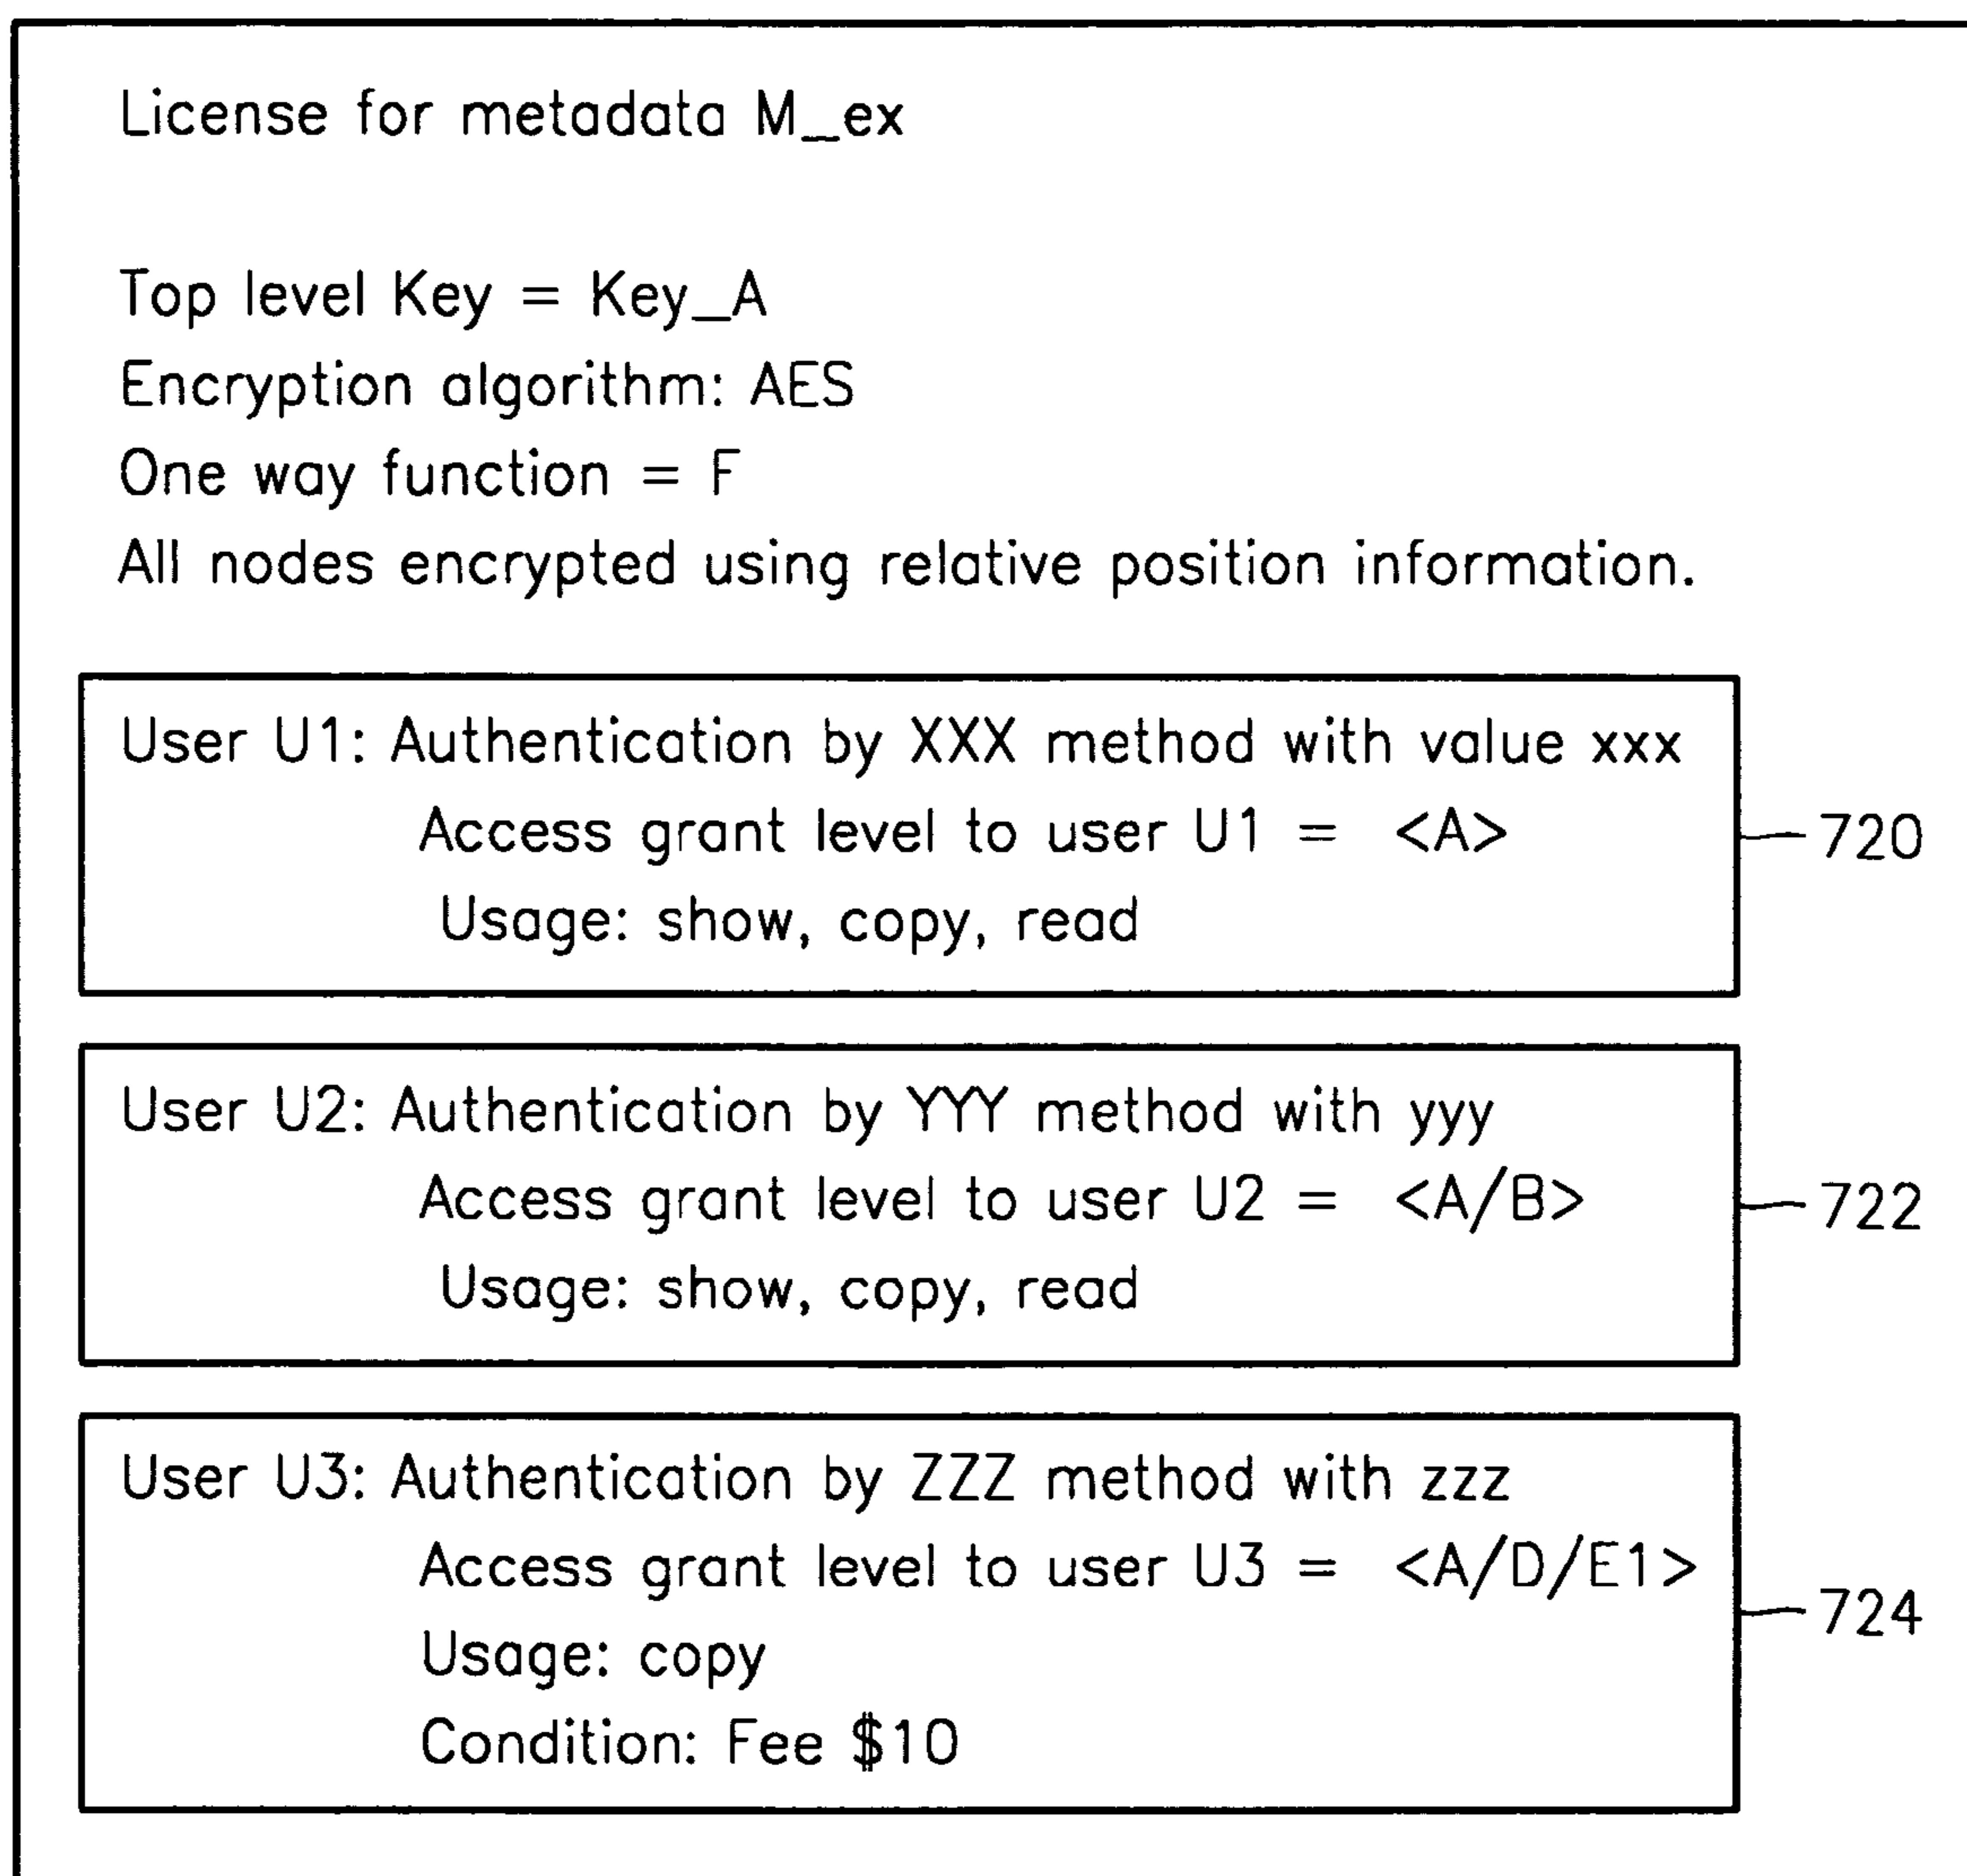 License for metadata M_ex
Top level Key = Key_A
Encryption algorithm: AES
One way function = F
All nodes encrypted using relative position information.
User U1: Authentication by XXX method with value xxx
Access grant level to user U1 = <A>
Usage: show, copy, read
720
User U2: Authentication by YYY method with yyy
Access grant level to user U2 = <A/B>
Usage: show, copy, read
722
User U3: Authentication by ZZZ method with zzz
Access grant level to user U3 = <A/D/E1>
Usage: copy
Condition: Fee $10
724